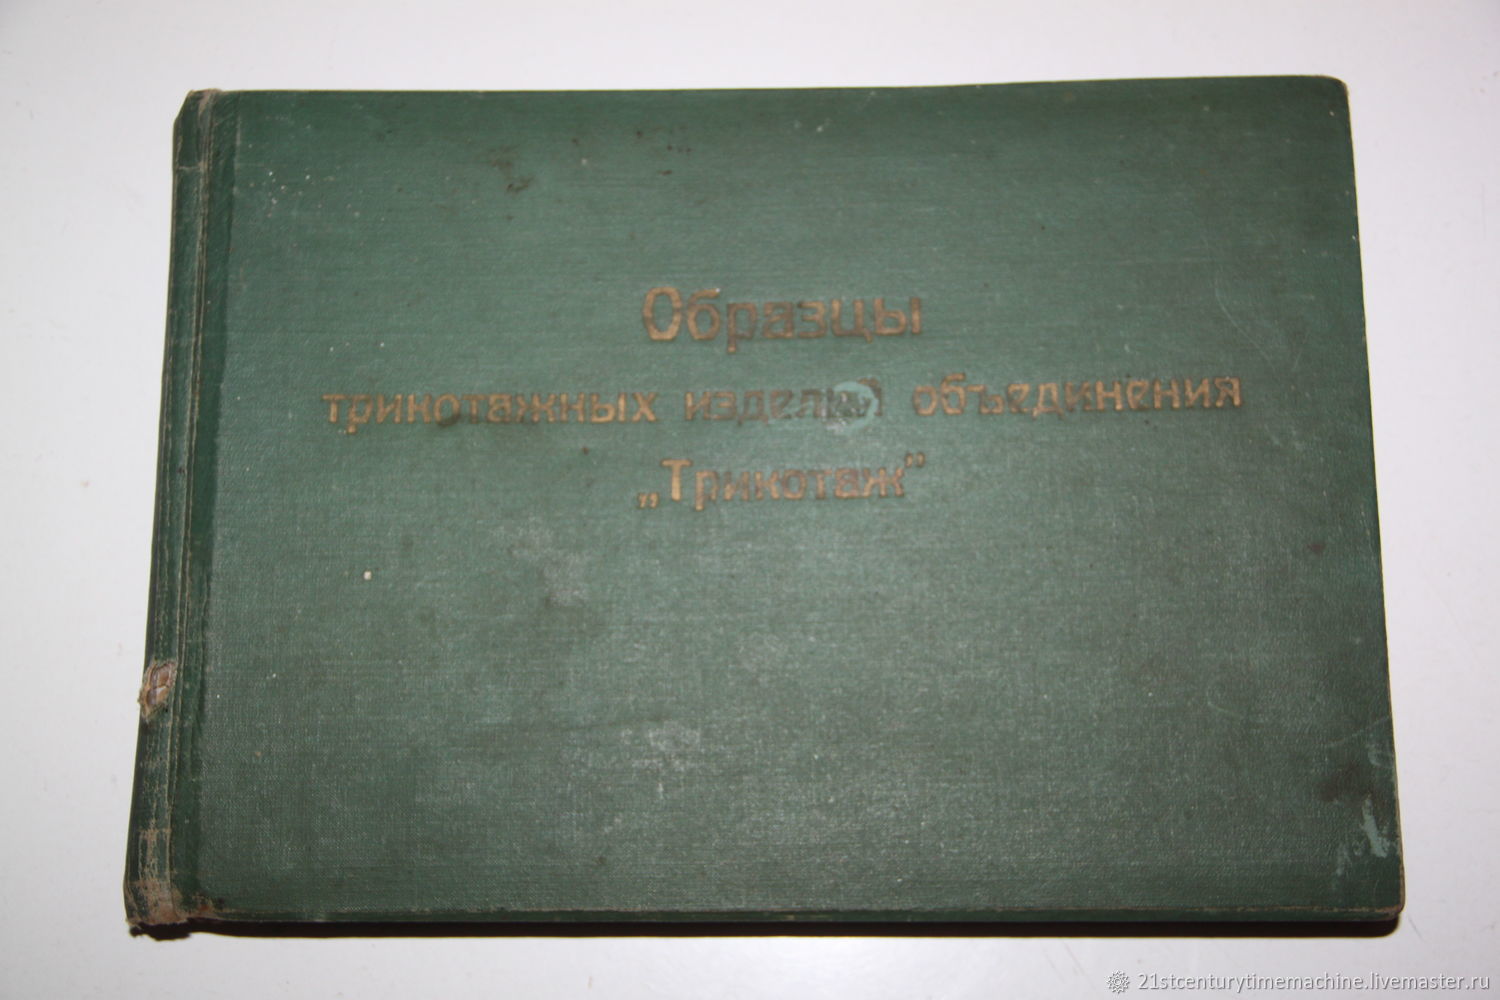 Образцы
трикотажных изделий объединения
„Трикотаж”
21stcenturytimemachine.livemaster.ru